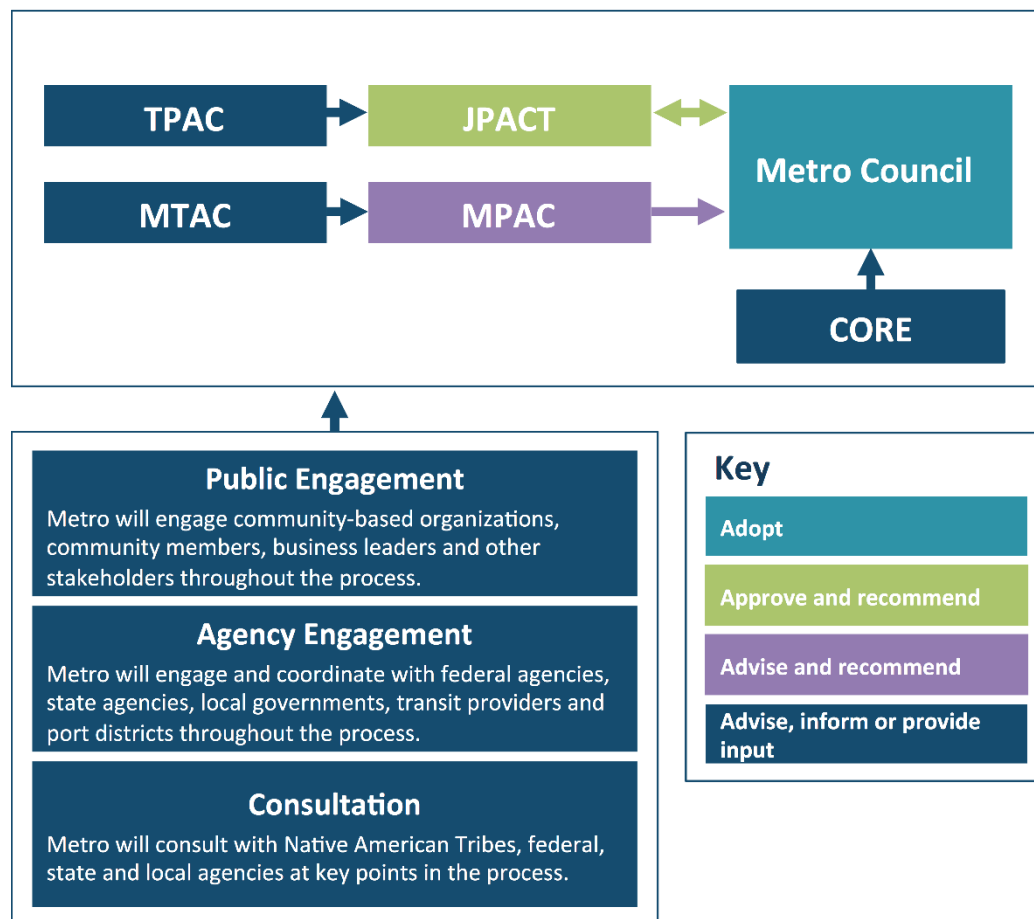 TPAC
JPACT
Metro Council
MTAC
MPAC
CORE
Public Engagement
Metro will engage community-based organizations,
community members, business leaders and other
stakeholders throughout the process.
Agency Engagement
Metro will engage and coordinate with federal agencies,
state agencies, local governments, transit providers and
port districts throughout the process.
Consultation
Metro will consult with Native American Tribes, federal,
state and local agencies at key points in the process.
Key
Adopt
Approve and recommend
Advise and recommend
Advise, inform or provide
input